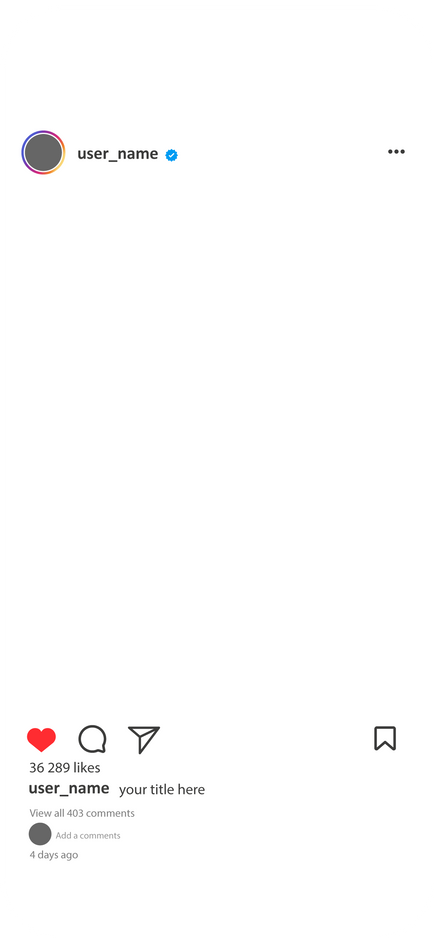 user_name
36 289 likes
user_name your title here
View all 403 comments
Add a comments
4 days ago